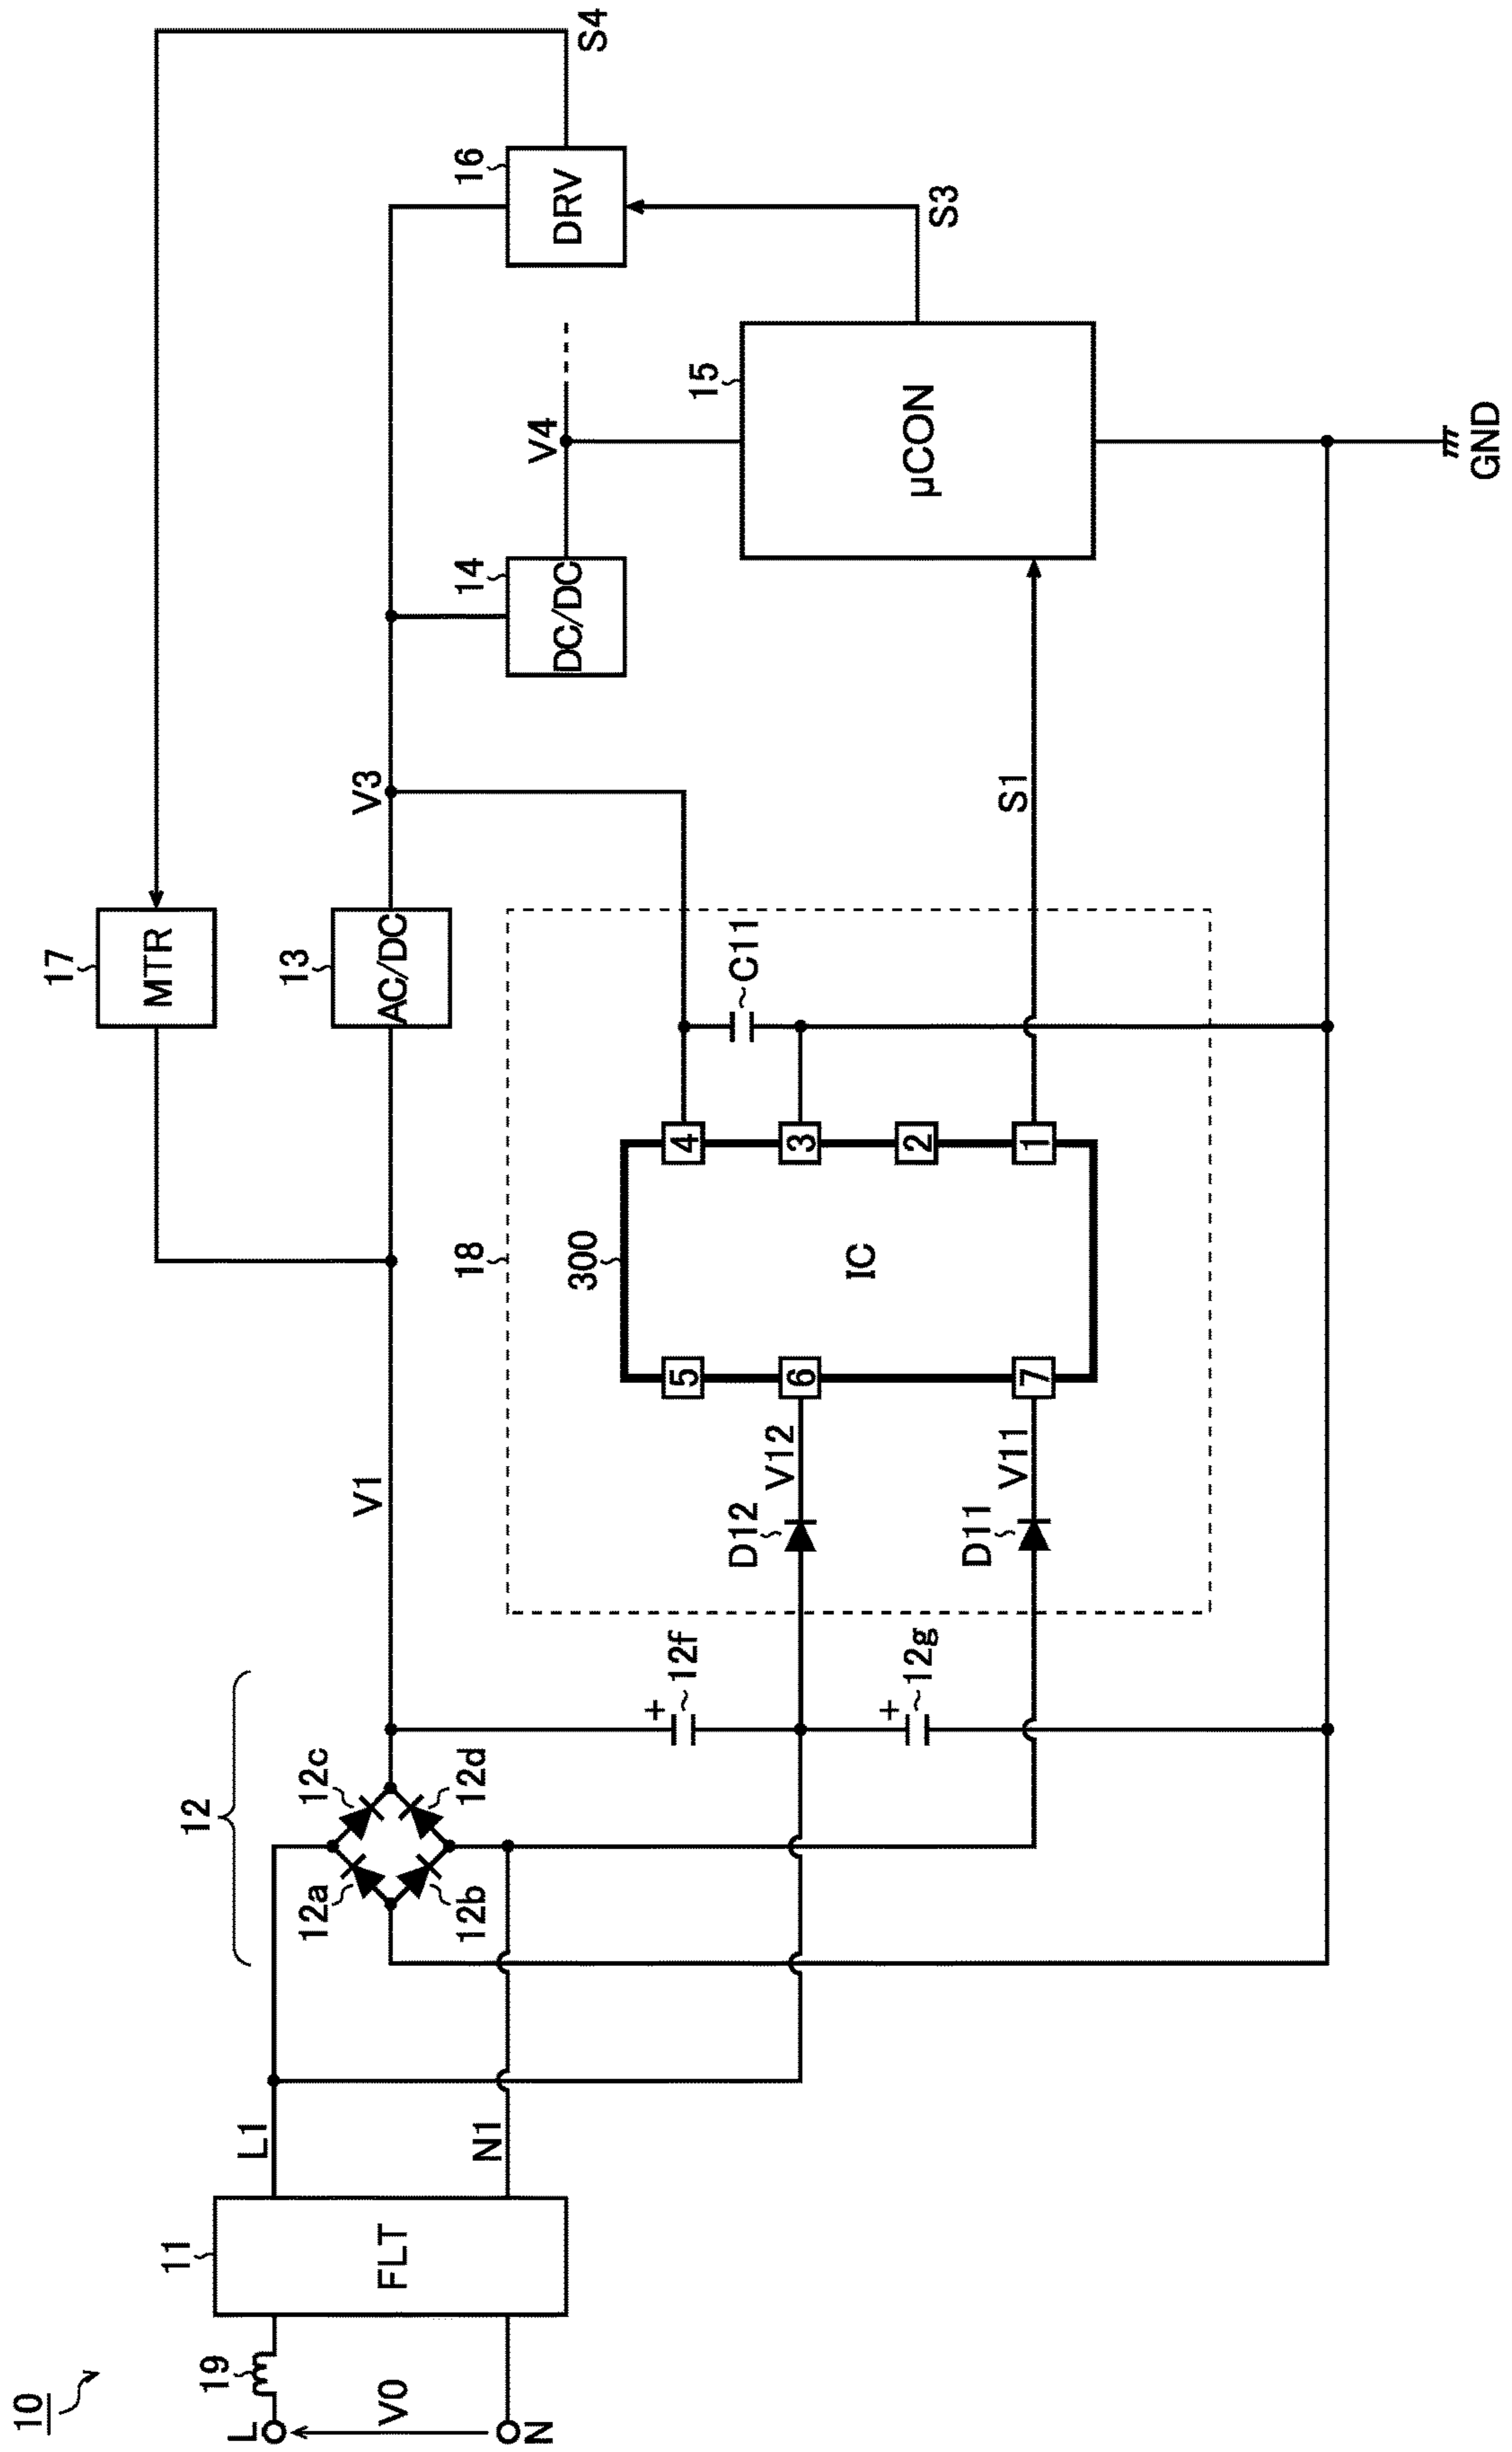 10
L
19
V0
N
11
FLT
L1
N1
12
12a
12b
12c
12d
12f
12g
V1
D12
D11
V12
V11
18
300
IC
5
6
7
4
3
2
1
C11
17
MTR
13
AC/DC
V3
S1
14
DC/DC
V4
15
μCON
16
DRV
S3
S4
GND